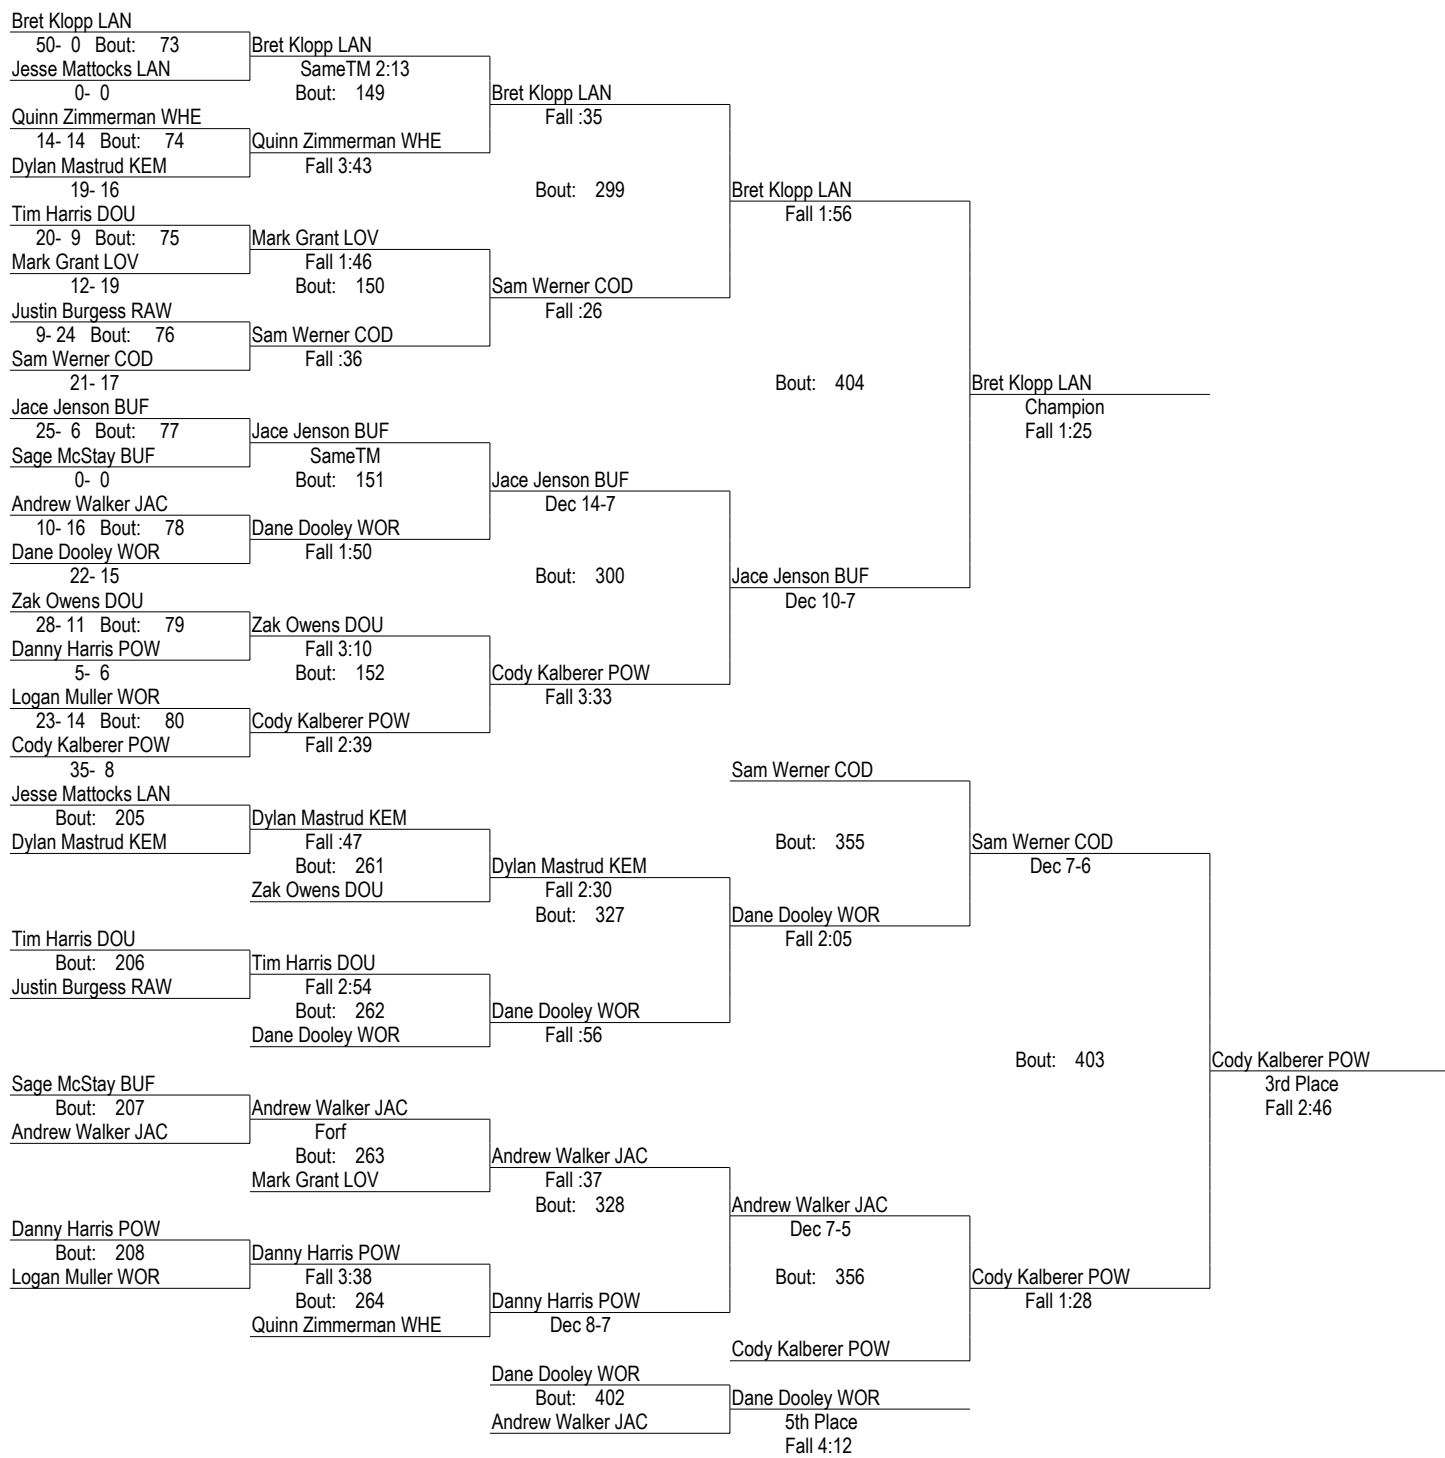 Bret Klopp LAN
50- 0 Bout: 73 Bret Klopp LAN
Jesse Mattocks LAN SameTM 2:13
0- 0 Bout: 149 Bret Klopp LAN
Quinn Zimmerman WHE Fall :35
14- 14 Bout: 74 Quinn Zimmerman WHE
Dylan Mastrud KEM Fall 3:43
19- 16 Bout: 299 Bret Klopp LAN
Tim Harris DOU Fall 1:56
20- 9 Bout: 75 Mark Grant LOV
Mark Grant LOV Fall 1:46
12- 19 Bout: 150 Sam Werner COD
Justin Burgess RAW Fall :26
9- 24 Bout: 76 Sam Werner COD
Sam Werner COD Fall :36
21- 17 Bout: 404 Bret Klopp LAN
Jace Jenson BUF Champion
25- 6 Bout: 77 Jace Jenson BUF Fall 1:25
Sage McStay BUF SameTM
0- 0 Bout: 151 Jace Jenson BUF
Andrew Walker JAC Dec 14-7
10- 16 Bout: 78 Dane Dooley WOR
Dane Dooley WOR Fall 1:50
22- 15 Bout: 300 Jace Jenson BUF
Zak Owens DOU Dec 10-7
28- 11 Bout: 79 Zak Owens DOU
Danny Harris POW Fall 3:10
5- 6 Bout: 152 Cody Kalberer POW
Logan Muller WOR Fall 3:33
23- 14 Bout: 80 Cody Kalberer POW
Cody Kalberer POW Fall 2:39
35- 8 Sam Werner COD
Jesse Mattocks LAN
Bout: 205 Dylan Mastrud KEM
Dylan Mastrud KEM Fall :47 Bout: 355 Sam Werner COD
Bout: 261 Dylan Mastrud KEM Dec 7-6
Zak Owens DOU Fall 2:30
Bout: 327 Dane Dooley WOR
Tim Harris DOU Fall 2:05
Bout: 206 Tim Harris DOU
Justin Burgess RAW Fall 2:54
Bout: 262 Dane Dooley WOR
Dane Dooley WOR Fall :56
Bout: 403 Cody Kalberer POW
Sage McStay BUF 3rd Place
Bout: 207 Andrew Walker JAC Fall 2:46
Andrew Walker JAC Forf
Bout: 263 Andrew Walker JAC
Mark Grant LOV Fall :37
Bout: 328 Andrew Walker JAC
Danny Harris POW Dec 7-5
Bout: 208 Danny Harris POW
Logan Muller WOR Fall 3:38 Bout: 356 Cody Kalberer POW
Bout: 264 Danny Harris POW Fall 1:28
Quinn Zimmerman WHE Dec 8-7
Cody Kalberer POW
Dane Dooley WOR
Bout: 402 Dane Dooley WOR
Andrew Walker JAC 5th Place
Fall 4:12